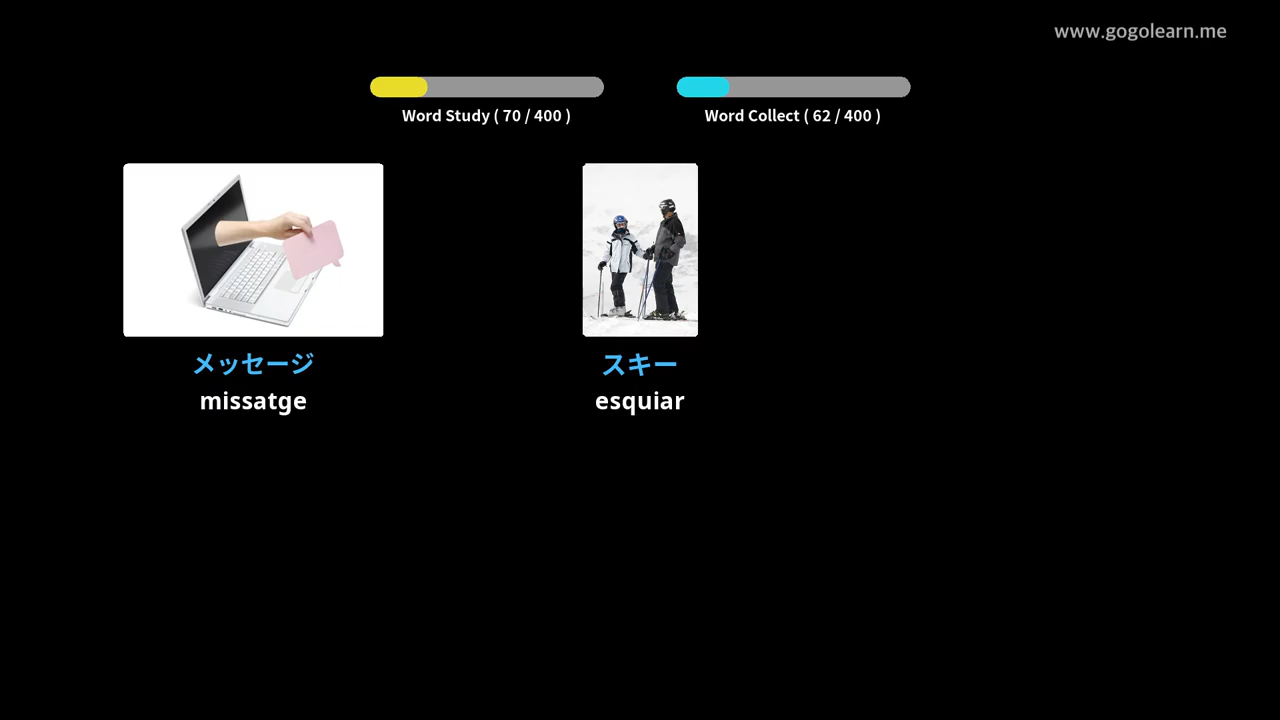 www.gogolearn.me
Word Study ( 70 / 400 )
Word Collect ( 62 / 400 )
メッセージ
missatge
スキー
esquiar